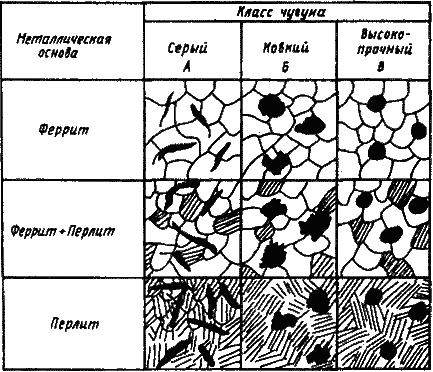 Металлическая
основа
Класс чугуна
Серый
А
Ковкий
Б
Высоко-
прочный
В
Феррит
Феррит + Перлит
Перлит